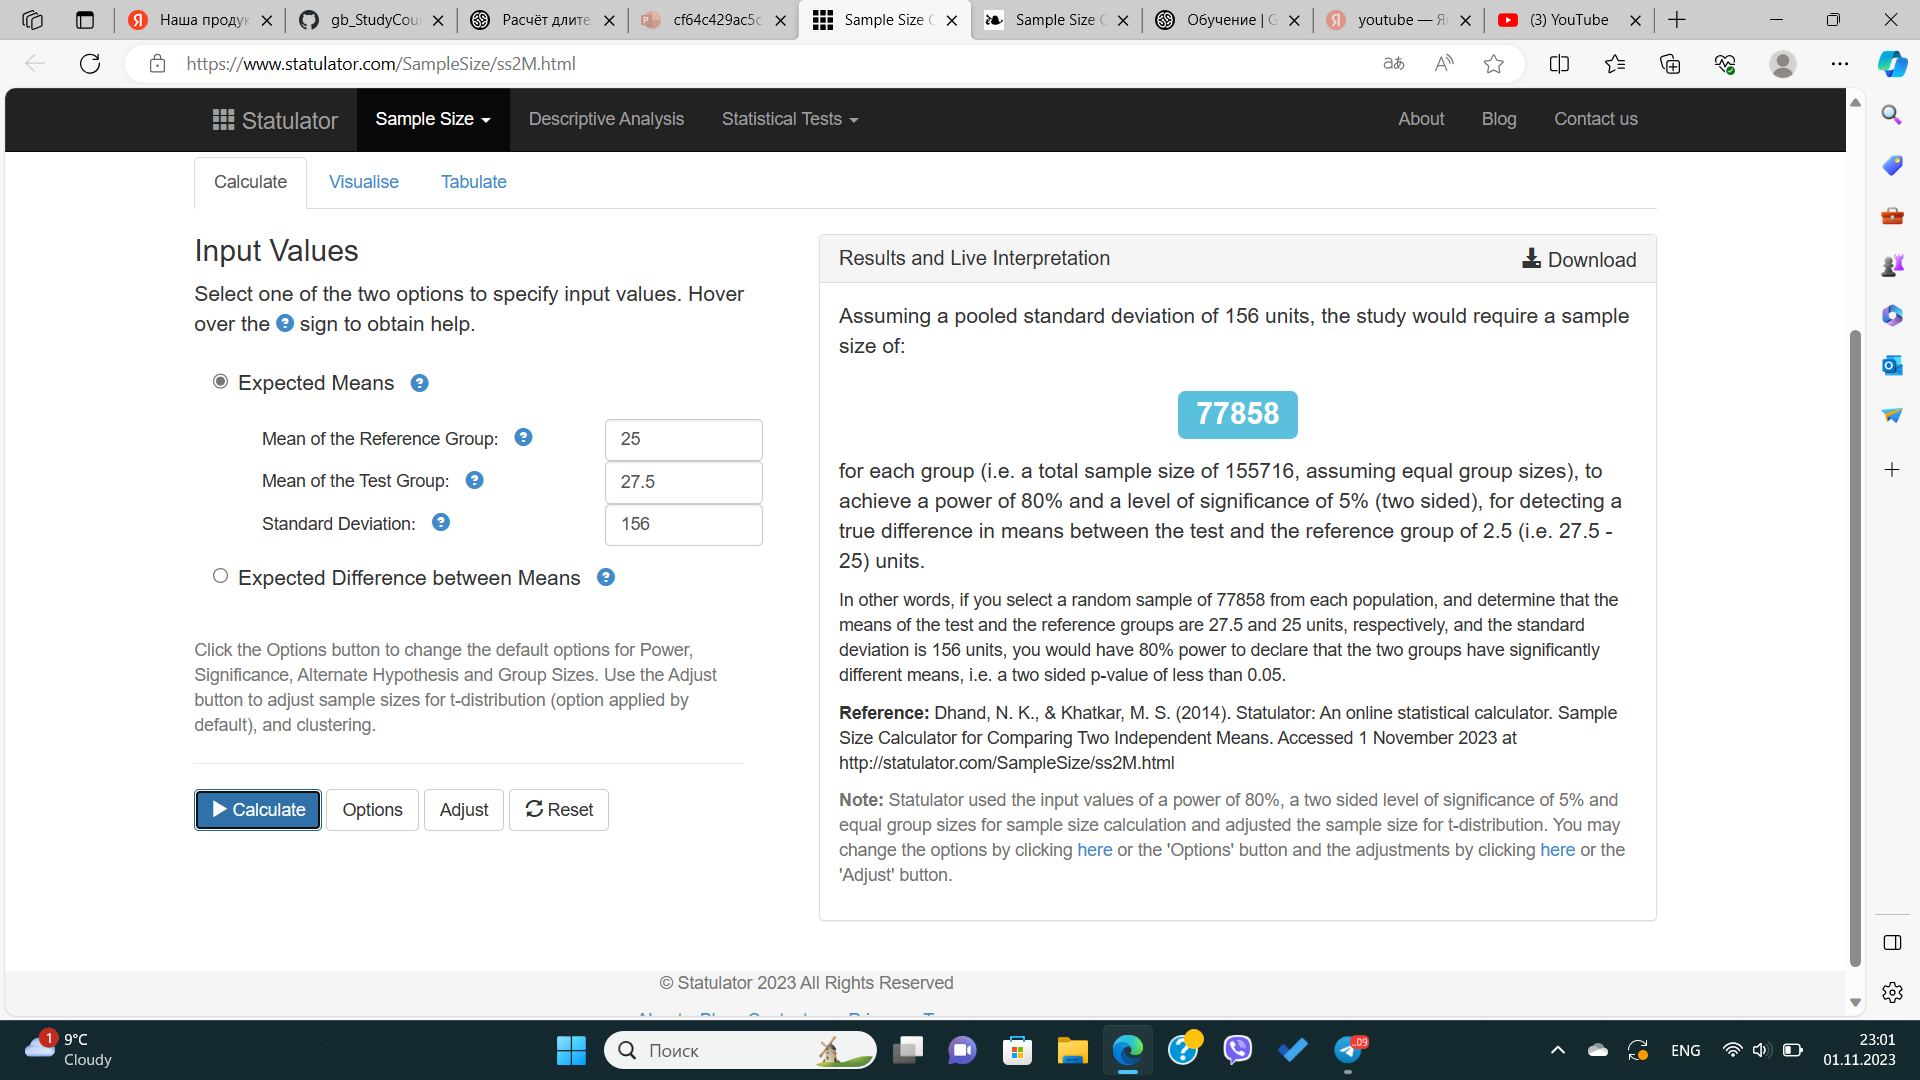 Наша продук
gb_StudyCou
Расчёт длите
cf64c429ac5c
Sample Size C
Sample Size C
Обучение | G
youtube — Я
(3) YouTube
https://www.statulator.com/SampleSize/ss2M.html
Statulator
Sample Size
Descriptive Analysis
Statistical Tests
About
Blog
Contact us
Calculate
Visualise
Tabulate
Input Values
Select one of the two options to specify input values. Hover
over the ? sign to obtain help.
Expected Means ?
Mean of the Reference Group: ? 25
Mean of the Test Group: ? 27.5
Standard Deviation: ? 156
Expected Difference between Means ?
Click the Options button to change the default options for Power,
Significance, Alternate Hypothesis and Group Sizes. Use the Adjust
button to adjust sample sizes for t-distribution (option applied by
default), and clustering.
Calculate
Options
Adjust
Reset
Results and Live Interpretation
Download
Assuming a pooled standard deviation of 156 units, the study would require a sample
size of:
77858
for each group (i.e. a total sample size of 155716, assuming equal group sizes), to
achieve a power of 80% and a level of significance of 5% (two sided), for detecting a
true difference in means between the test and the reference group of 2.5 (i.e. 27.5 -
25) units.
In other words, if you select a random sample of 77858 from each population, and determine that the
means of the test and the reference groups are 27.5 and 25 units, respectively, and the standard
deviation is 156 units, you would have 80% power to declare that the two groups have significantly
different means, i.e. a two sided p-value of less than 0.05.
Reference: Dhand, N. K., & Khatkar, M. S. (2014). Statulator: An online statistical calculator. Sample
Size Calculator for Comparing Two Independent Means. Accessed 1 November 2023 at
http://statulator.com/SampleSize/ss2M.html
Note: Statulator used the input values of a power of 80%, a two sided level of significance of 5% and
equal group sizes for sample size calculation and adjusted the sample size for t-distribution. You may
change the options by clicking here or the 'Options' button and the adjustments by clicking here or the
'Adjust' button.
© Statulator 2023 All Rights Reserved
1
9°C
Cloudy
Поиск
.09
ENG
23:01
01.11.2023